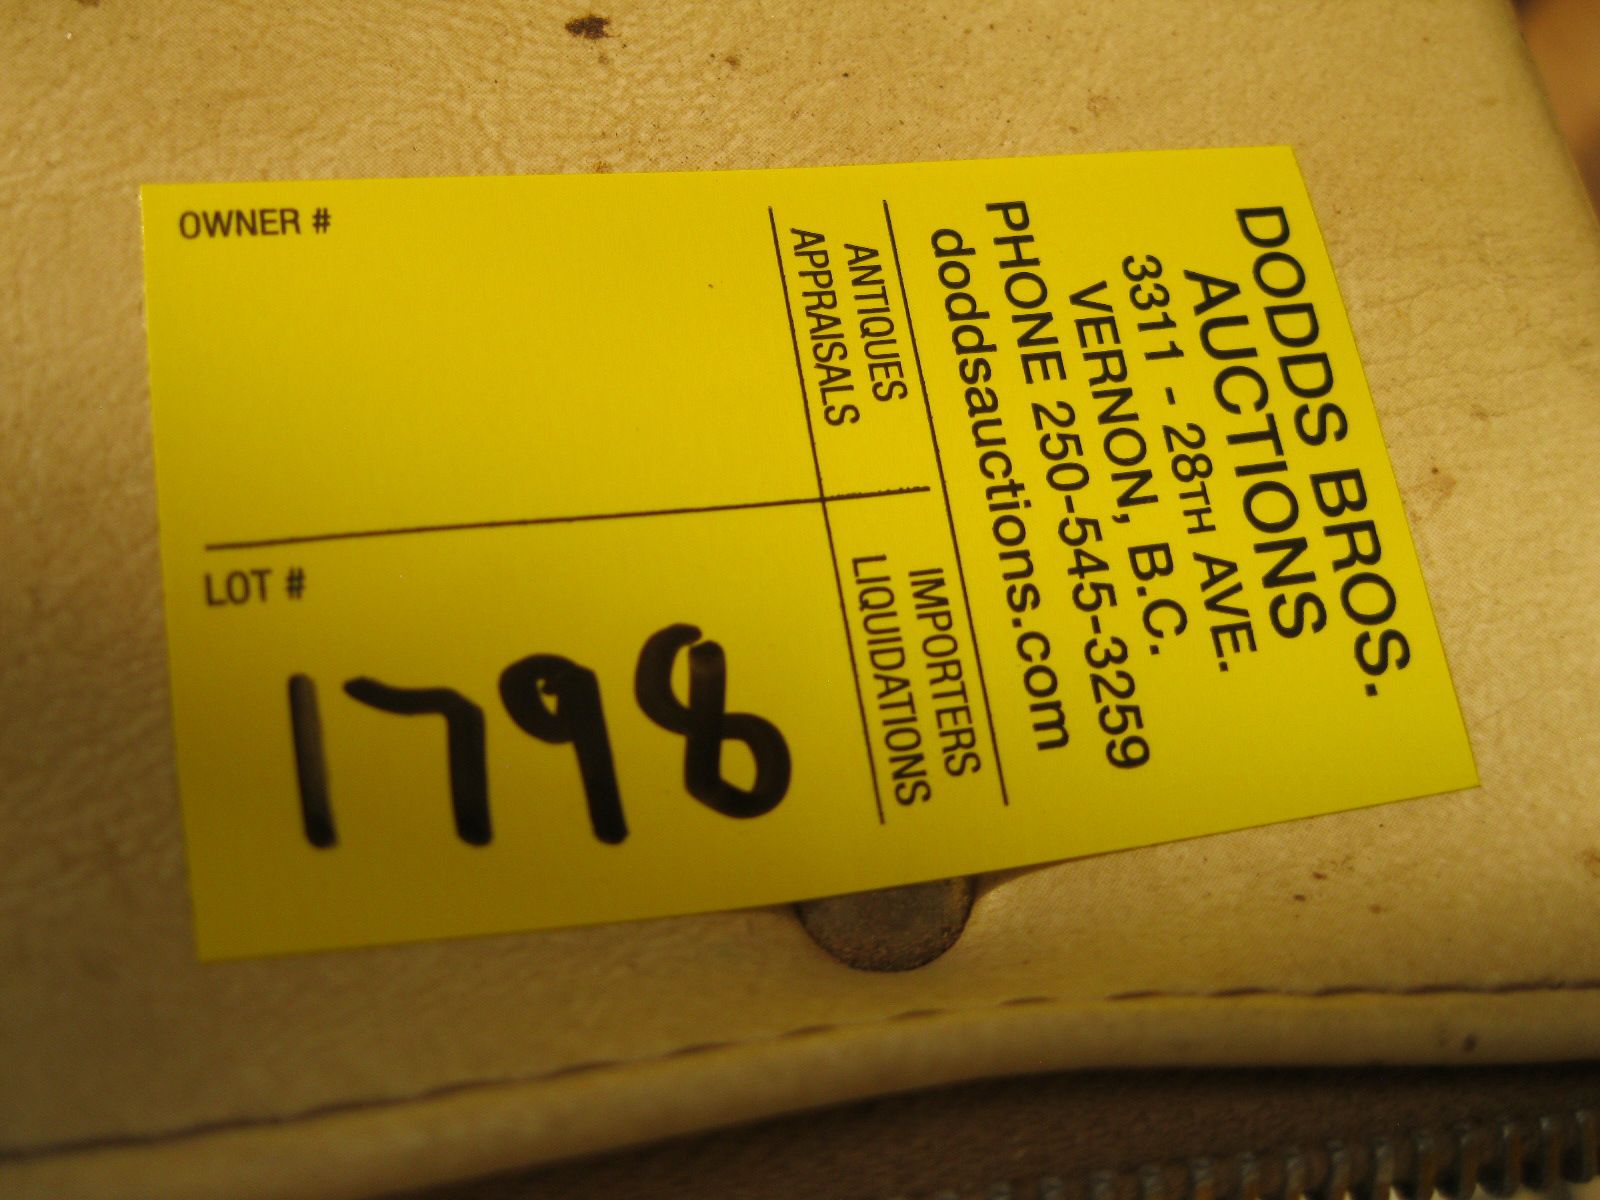 DODDS BROS.
AUCTIONS
3311 - 28TH AVE.
VERNON, B.C.
PHONE 250-545-3259
doddsauctions.com
ANTIQUES
APPRAISALS
IMPORTERS
LIQUIDATIONS
OWNER #
LOT #
1798